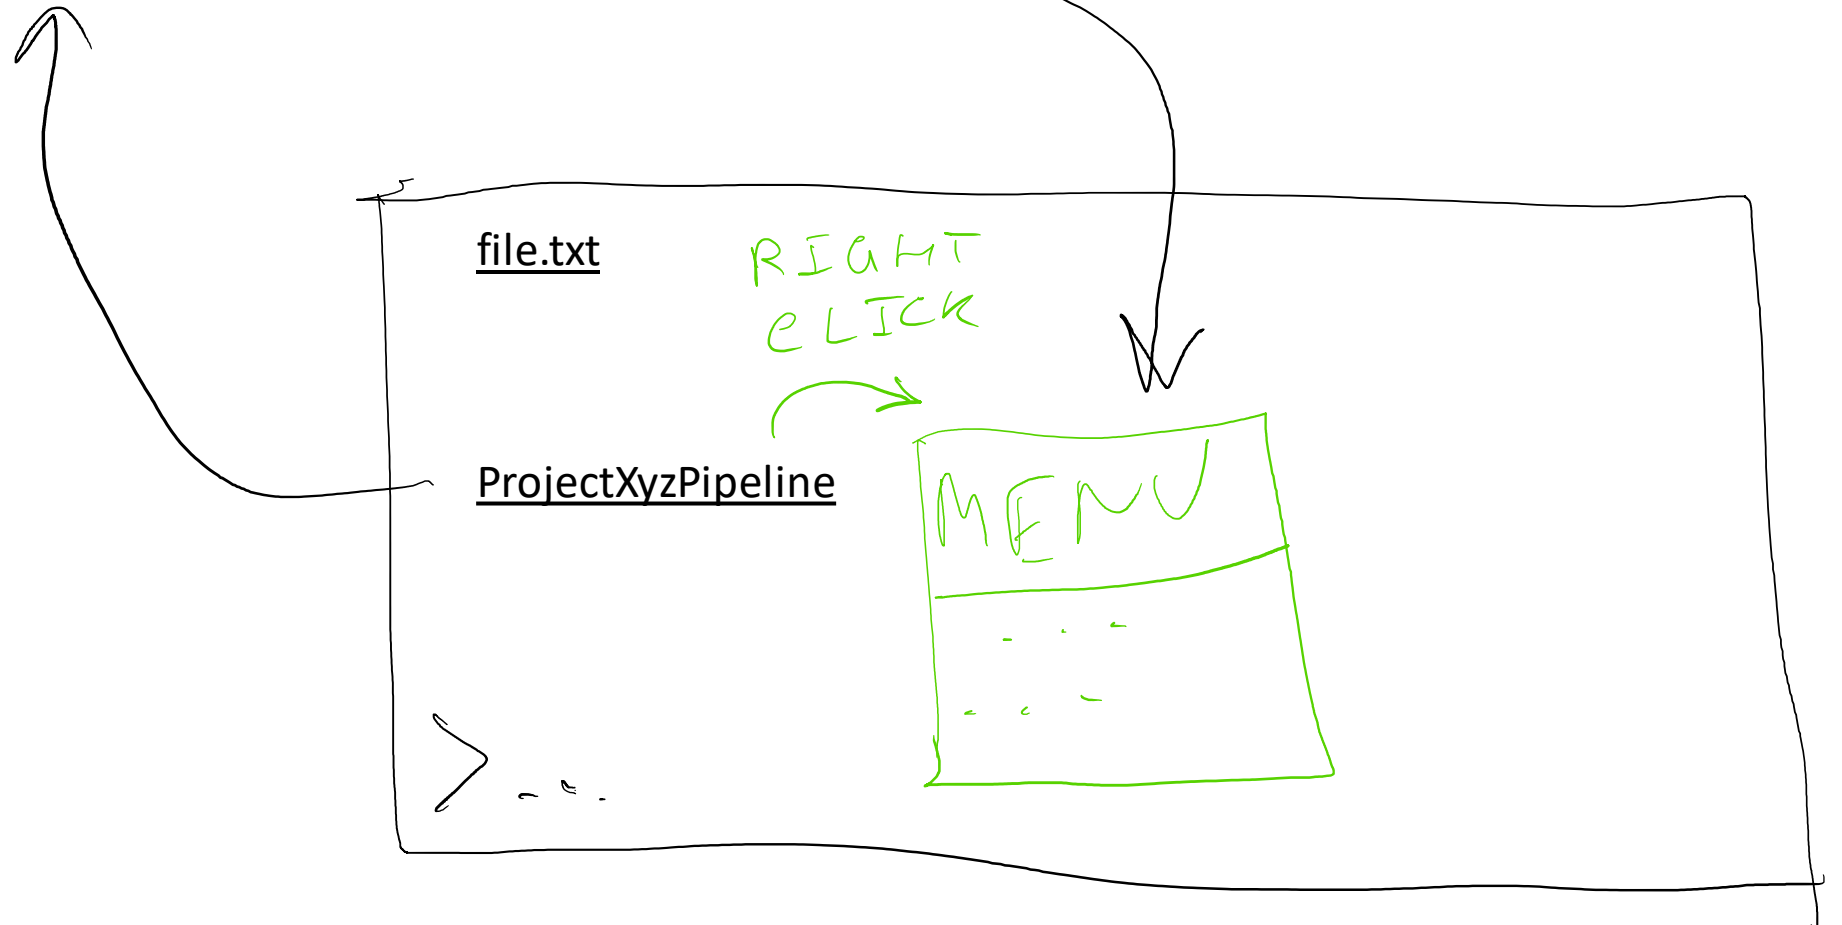 file.txt
RIGHT
CLICK
ProjectXyzPipeline
MENU
...
...
>...